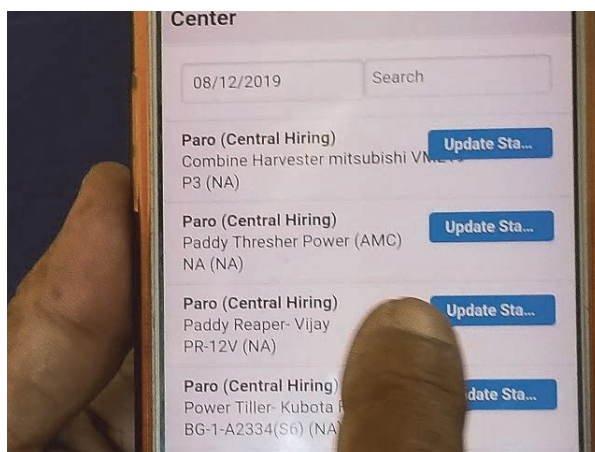 Center
08/12/2019 Search
Paro (Central Hiring)
Update Sta...
Combine Harvester mitsubishi
P3 (NA)
Paro (Central Hiring)
Update Sta...
Paddy Thresher Power (AMC)
NA (NA)
Paro (Central Hiring)
Update Sta...
Paddy Reaper- Vijay
PR-12V (NA)
Paro (Central Hiring)
date Sta...
Power Tiller- Kubota
BG-1-A2334(S6) (NA)